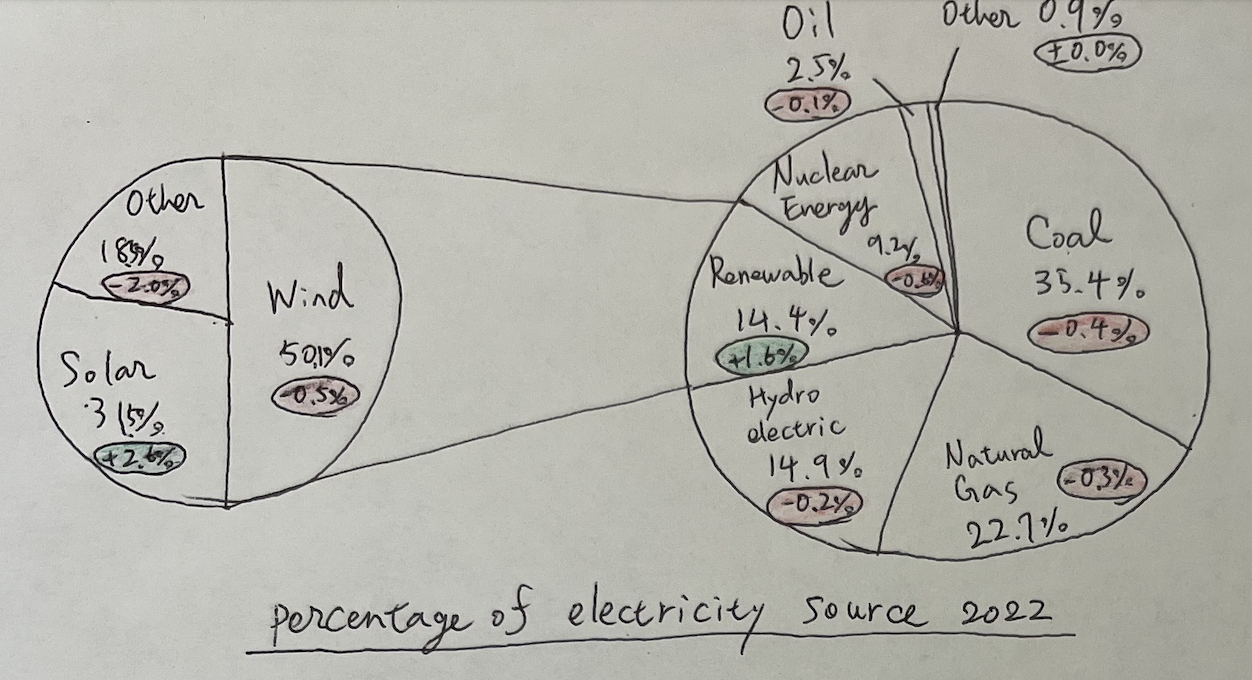 Oil
2.5%
-0.1%
Other 0.9%
±0.0%
Nuclear
Energy
9.2%
Coal
35.4%
-0.4%
Renewable
14.4%
+1.6%
Hydro
electric
14.9%
-0.2%
Natural
Gas
22.7%
-0.3%
Other
18.5%
-2.0%
Wind
50.1%
-0.5%
Solar
31.5%
+2.6%
percentage of electricity source 2022